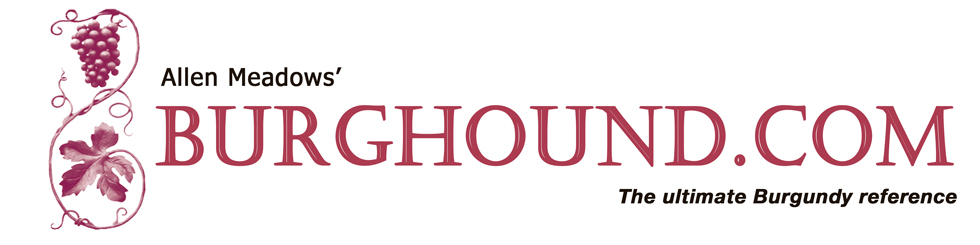 Allen Meadows’
BURGHOUND.COM
The ultimate Burgundy reference